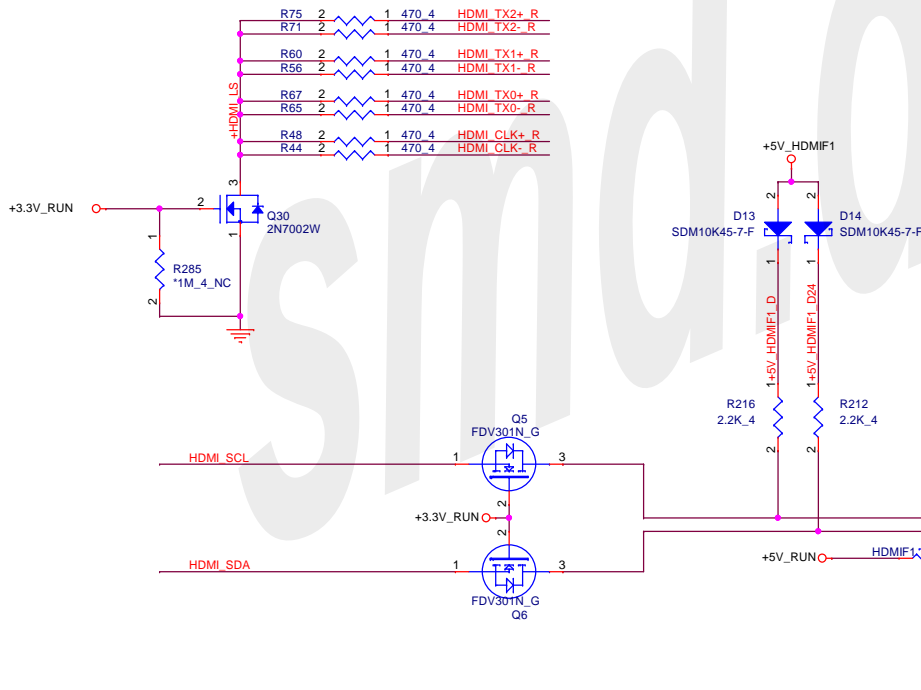 R75 2 1 470_4 HDMI_TX2+_R
R71 2 1 470_4 HDMI_TX2-_R
R60 2 1 470_4 HDMI_TX1+_R
R56 2 1 470_4 HDMI_TX1-_R
R67 2 1 470_4 HDMI_TX0+_R
R65 2 1 470_4 HDMI_TX0-_R
R48 2 1 470_4 HDMI_CLK+_R
R44 2 1 470_4 HDMI_CLK-_R
+HDMI_LS
+3.3V_RUN
2
3
1
Q30
2N7002W
1
R285
*1M_4_NC
2
+5V_HDMIF1
2 2
D13
SDM10K45-7-F
D14
SDM10K45-7-F
1 1
+5V_HDMIF1_D
+5V_HDMIF1_D24
1 1
R216
2.2K_4
R212
2.2K_4
2 2
Q5
FDV301N_G
HDMI_SCL
1
3
2
+3.3V_RUN
2
HDMI_SDA
1
3
FDV301N_G
Q6
+5V_RUN
smd.